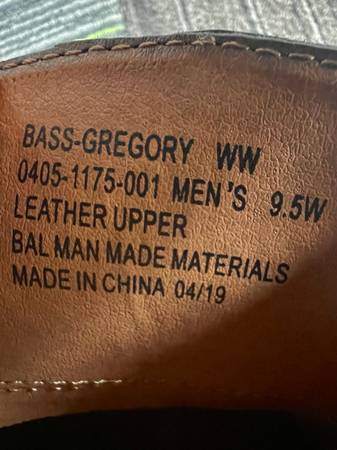 BASS-GREGORY WW
0405-1175-001 MEN'S 9.5W
LEATHER UPPER
BAL MAN MADE MATERIALS
MADE IN CHINA 04/19